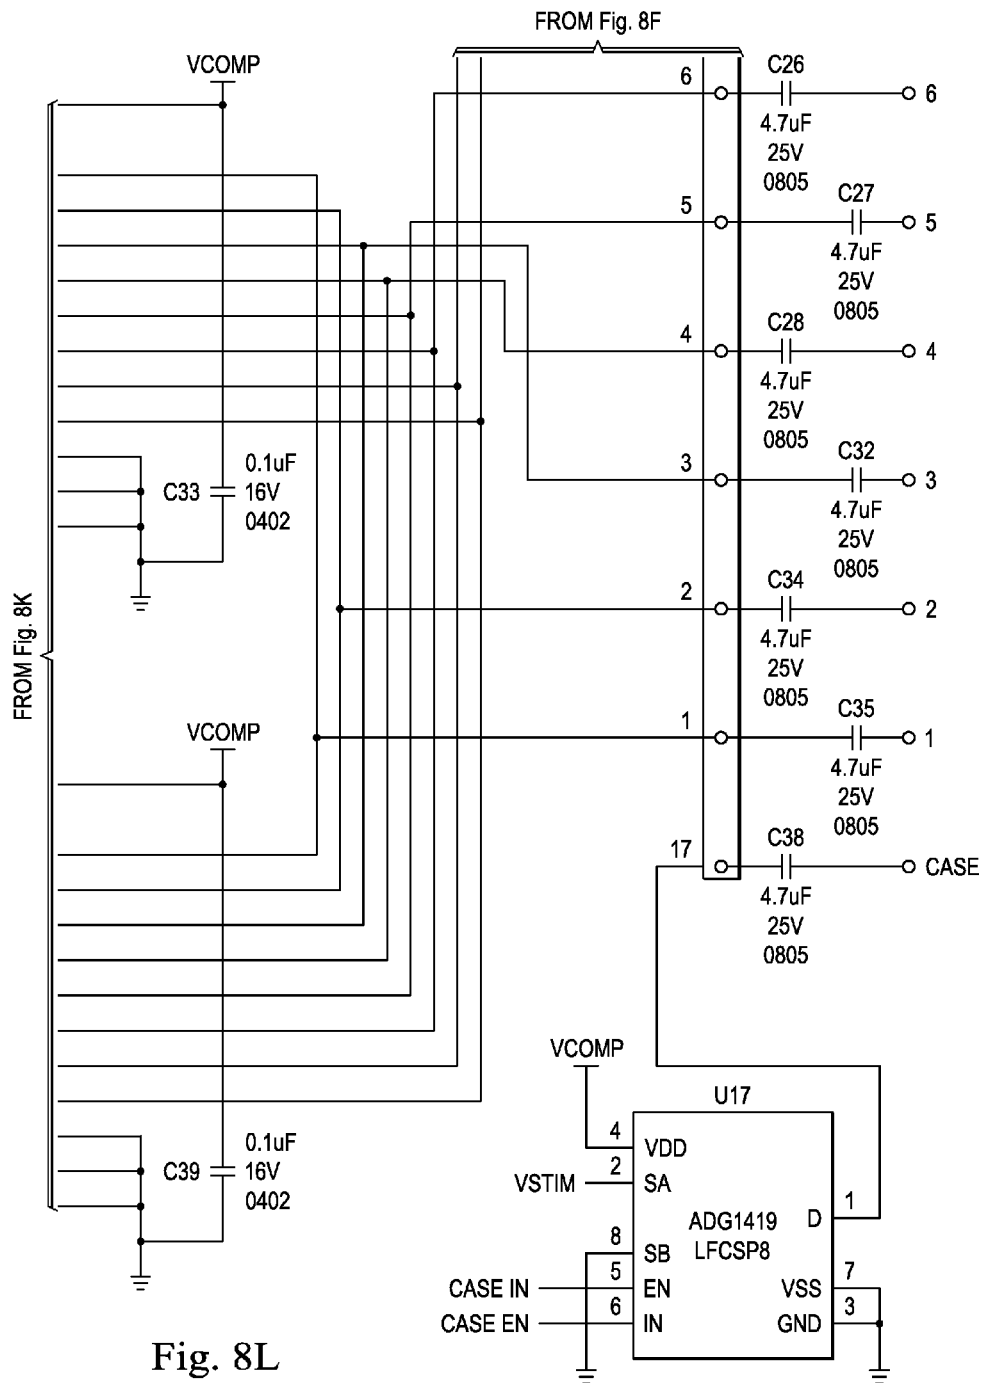 FROM Fig. 8F
VCOMP
6
C26
4.7uF
25V
0805
6
5
C27
4.7uF
25V
0805
5
4
C28
4.7uF
25V
0805
4
3
C32
4.7uF
25V
0805
3
C33
0.1uF
16V
0402
FROM Fig. 8K
2
C34
4.7uF
25V
0805
2
VCOMP
1
C35
4.7uF
25V
0805
1
17
C38
4.7uF
25V
0805
CASE
C39
0.1uF
16V
0402
VCOMP
U17
4
VDD
VSTIM
2
SA
ADG1419
LFCSP8
D
1
8
SB
CASE IN
5
EN
VSS
7
CASE EN
6
IN
GND
3
Fig. 8L